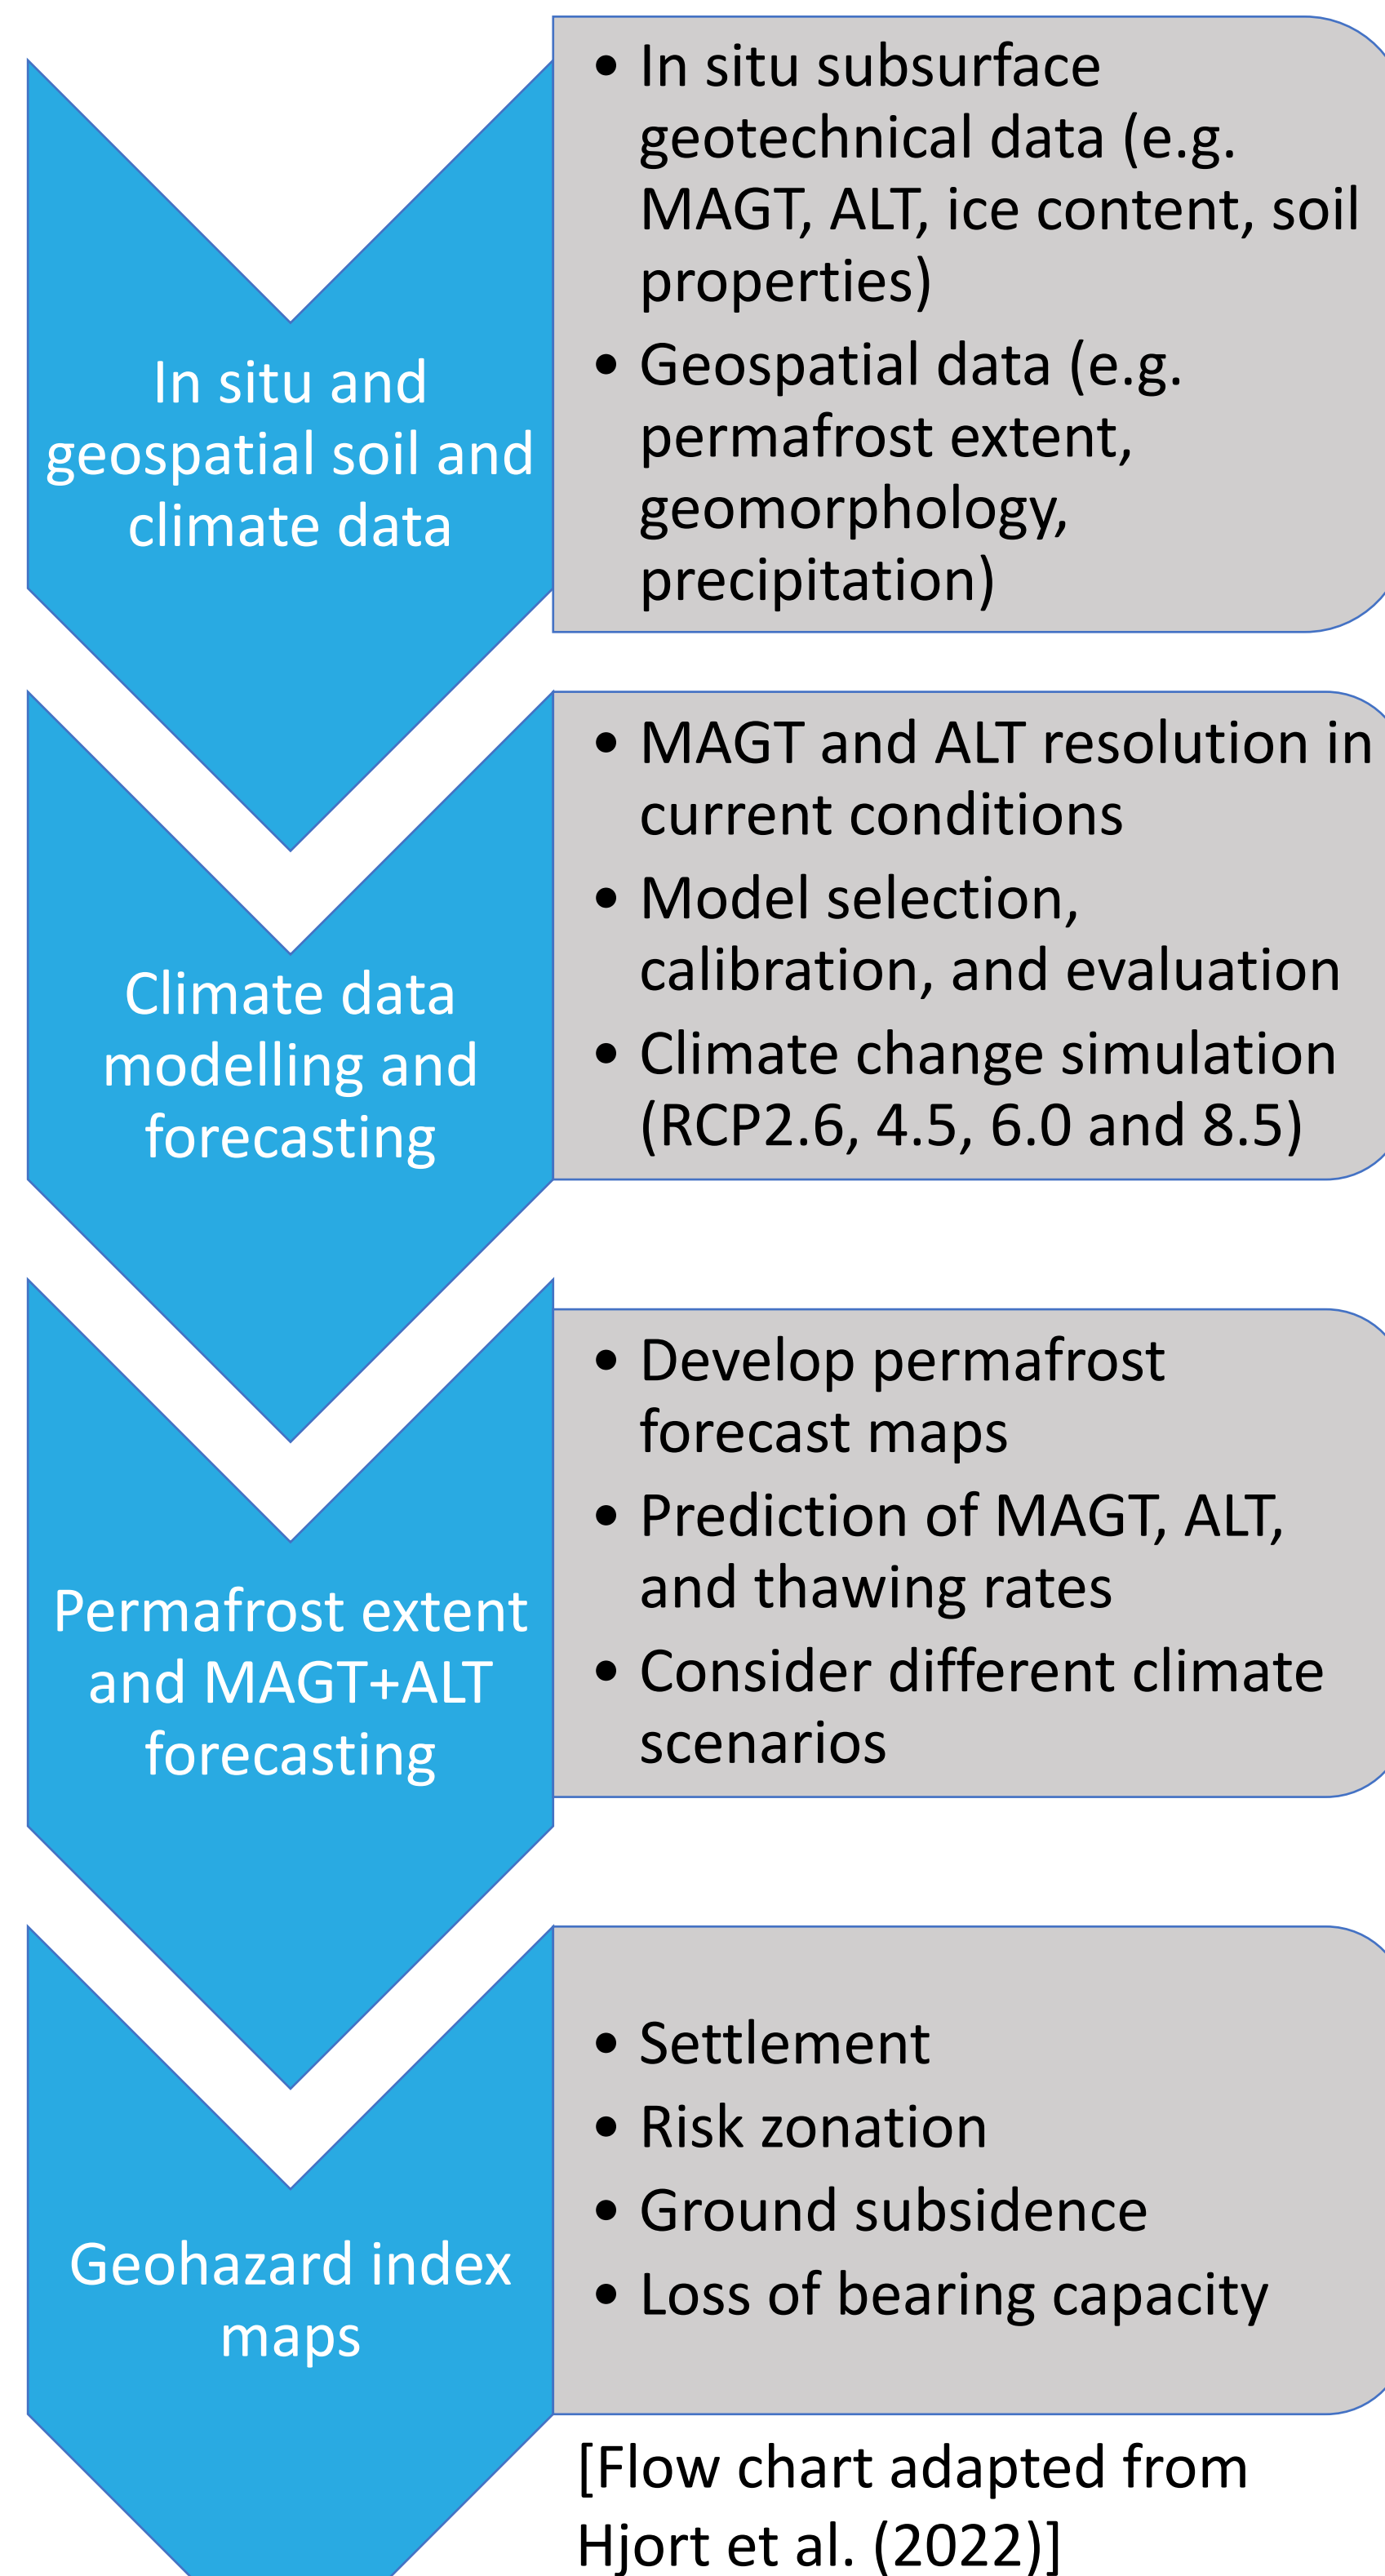 In situ and
geospatial soil and
climate data
• In situ subsurface
geotechnical data (e.g.
MAGT, ALT, ice content, soil
properties)
• Geospatial data (e.g.
permafrost extent,
geomorphology,
precipitation)
Climate data
modelling and
forecasting
• MAGT and ALT resolution in
current conditions
• Model selection,
calibration, and evaluation
• Climate change simulation
(RCP2.6, 4.5, 6.0 and 8.5)
Permafrost extent
and MAGT+ALT
forecasting
• Develop permafrost
forecast maps
• Prediction of MAGT, ALT,
and thawing rates
• Consider different climate
scenarios
Geohazard index
maps
• Settlement
• Risk zonation
• Ground subsidence
• Loss of bearing capacity
[Flow chart adapted from
Hjort et al. (2022)]